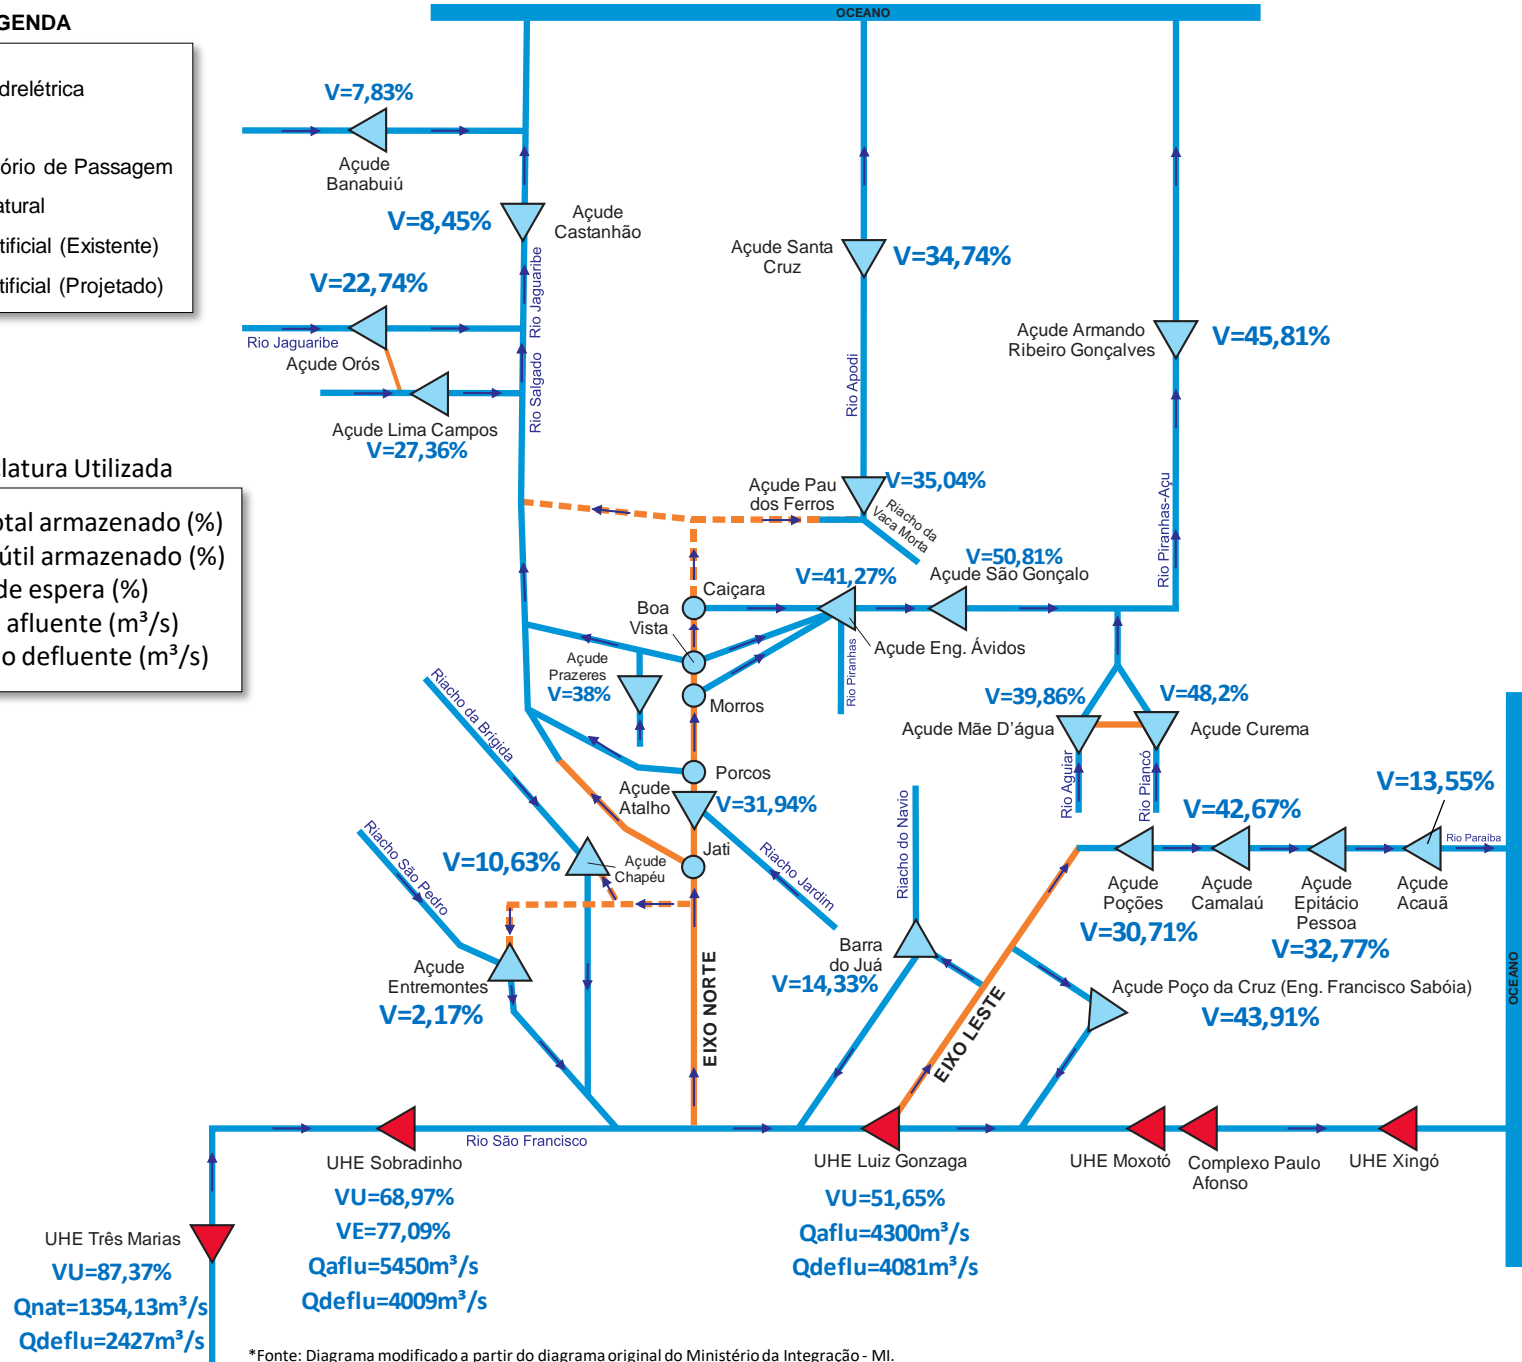 GENDA
drelétrica
ório de Passagem
atural
tificial (Existente)
tificial (Projetado)
OCEANO
V=7,83%
Açude
Banabuiú
V=8,45%
Açude
Castanhão
V=22,74%
Rio Jaguaribe
Açude Orós
Rio Jaguaribe
Rio Salgado
Açude Lima Campos
V=27,36%
Açude Santa
Cruz
V=34,74%
Rio Apodi
Açude Armando
Ribeiro Gonçalves
V=45,81%
Rio Piranhas-Açu
latura Utilizada
otal armazenado (%)
útil armazenado (%)
de espera (%)
afluente (m³/s)
o defluente (m³/s)
Açude Pau
dos Ferros
V=35,04%
Riacho da
Vaca Morta
V=50,81%
Açude São Gonçalo
V=41,27%
Caiçara
Boa
Vista
Açude Eng. Ávidos
Rio Piranhas
Açude
Prazeres
V=38%
Morros
Riacho da Brígida
V=39,86%
Açude Mãe D'água
V=48,2%
Açude Curema
Rio Aguiar
Rio Piancó
Porcos
Açude
Atalho
V=31,94%
Jati
Riacho Jardim
Riacho São Pedro
V=10,63%
Açude
Chapéu
Riacho do Navio
V=13,55%
V=42,67%
Rio Paraíba
Açude
Poções
V=30,71%
Açude
Camalaú
Açude
Epitácio
Pessoa
V=32,77%
Açude
Acauã
Açude
Entremontes
V=2,17%
EIXO NORTE
Barra
do Juá
V=14,33%
EIXO LESTE
Açude Poço da Cruz (Eng. Francisco Sabóia)
V=43,91%
OCEANO
Rio São Francisco
UHE Sobradinho
VU=68,97%
VE=77,09%
Qaflu=5450m³/s
Qdeflu=4009m³/s
UHE Luiz Gonzaga
VU=51,65%
Qaflu=4300m³/s
Qdeflu=4081m³/s
UHE Moxotó
Complexo Paulo
Afonso
UHE Xingó
UHE Três Marias
VU=87,37%
Qnat=1354,13m³/s
Qdeflu=2427m³/s
*Fonte: Diagrama modificado a partir do diagrama original do Ministério da Integração - MI.